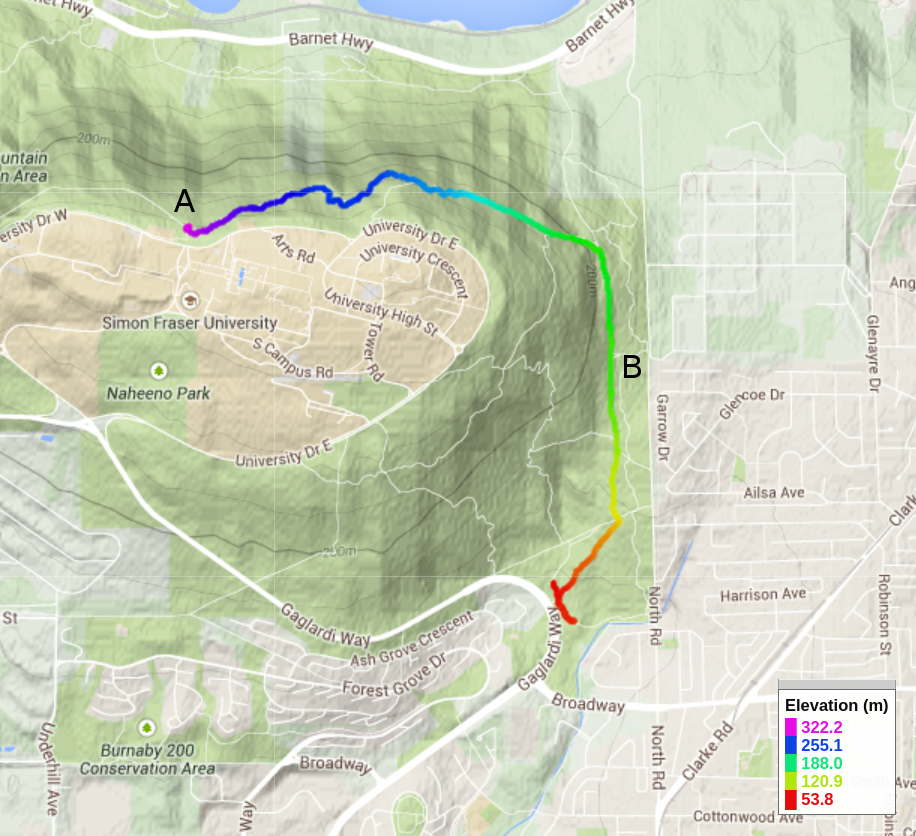 et Hwy
Barnet Hwy
Barnet Hwy
200m
untain
n Area
A
ersity Dr W
University Dr E
Arts Rd
University Crescent
200m
Ang
University High St
Simon Fraser University
Tower Rd
Glenayre Dr
S Campus Rd
B
Naheeno Park
Glencoe Dr
Garrow Dr
University Dr E
Ailsa Ave
Clark
200m
Harrison Ave
North Rd
Robinson St
St
Gaglardi Way
Ash Grove Crescent
Gaglardi Way
Forest Grove Dr
Broadway
Elevation (m)
322.2
255.1
188.0
120.9
53.8
Underhill Ave
Burnaby 200
Conservation Area
Broadway
North Rd
Clarke Rd
Way
Cottonwood Ave